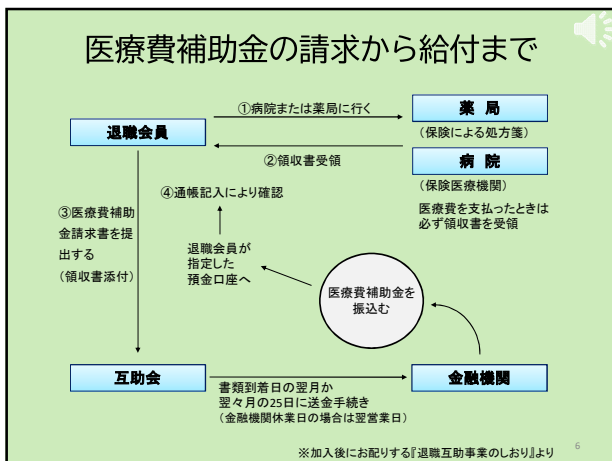 医療費補助金の請求から給付まで
①病院または薬局に行く
薬 局
退職会員
(保険による処方箋)
②領収書受領
病 院
(保険医療機関)
④通帳記入により確認
医療費を支払ったときは
必ず領収書を受領
③医療費補助
金請求書を提
出する
(領収書添付)
退職会員が
指定した
預金口座へ
医療費補助金を
振込む
互助会
金融機関
書類到着日の翌月か
翌々月の25日に送金手続き
(金融機関休業日の場合は翌営業日)
※加入後にお配りする『退職互助事業のしおり』より
6